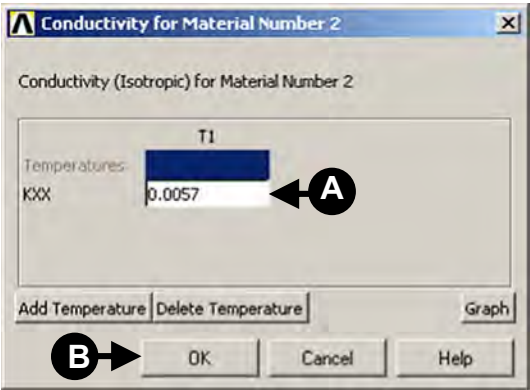 Conductivity for Material Number 2
Conductivity (Isotropic) for Material Number 2
T1
Temperatures
KXX 0.0057
A
Add Temperature Delete Temperature Graph
B OK Cancel Help